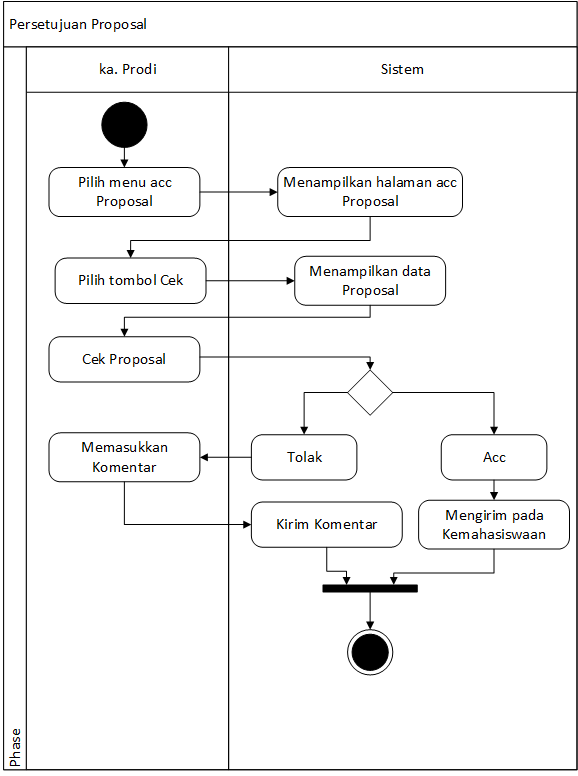 Persetujuan Proposal
ka. Prodi
Sistem
Pilih menu acc
Proposal
Menampilkan halaman acc
Proposal
Pilih tombol Cek
Menampilkan data
Proposal
Cek Proposal
Memasukkan
Komentar
Tolak
Acc
Kirim Komentar
Mengirim pada
Kemahasiswaan
Phase